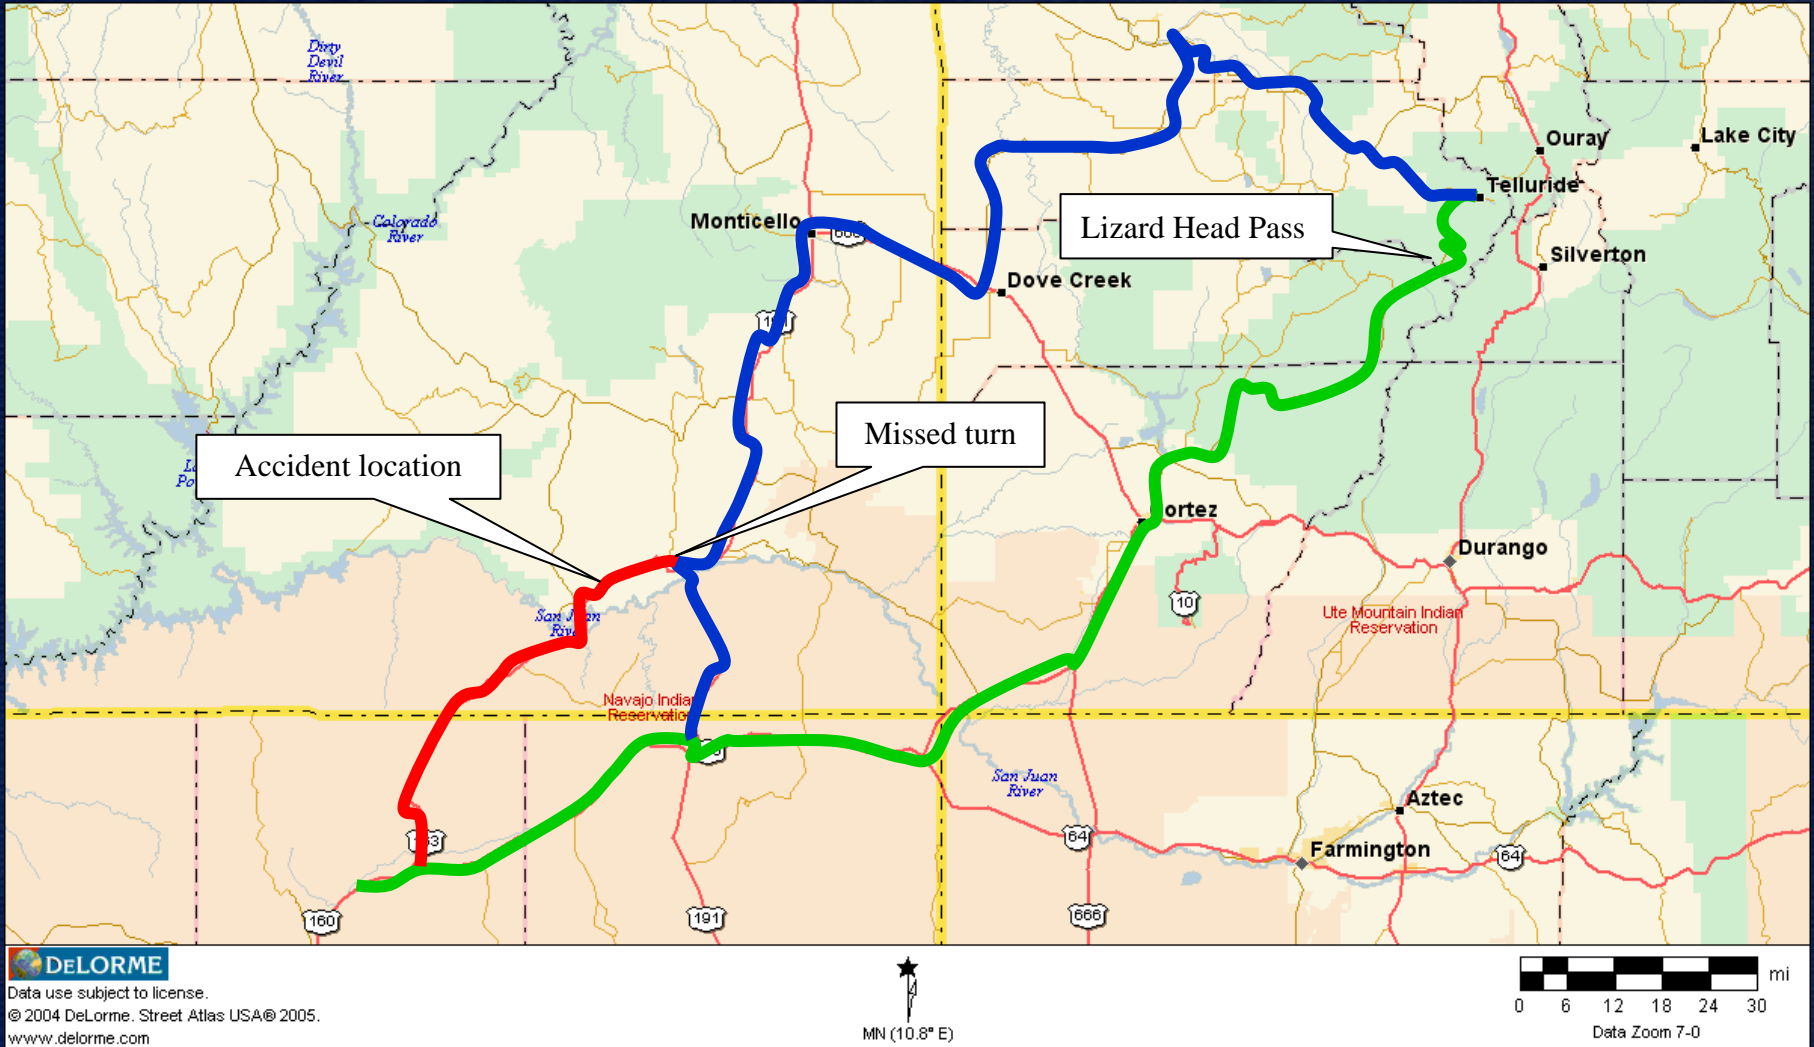 Dirty
Devil
River
Ouray
Lake City
Telluride
Colorado
River
Monticello
Lizard Head Pass
666
Silverton
Dove Creek
191
Missed turn
Accident location
ortez
Durango
10
San Juan
River
Ute Mountain Indian
Reservation
Navajo Indian
Reservation
San Juan
River
Aztec
64
163
Farmington
64
160
191
666
DELORME
Data use subject to license.
© 2004 DeLorme. Street Atlas USA® 2005.
www.delorme.com
MN (10.8° E)
mi
0 6 12 18 24 30
Data Zoom 7-0